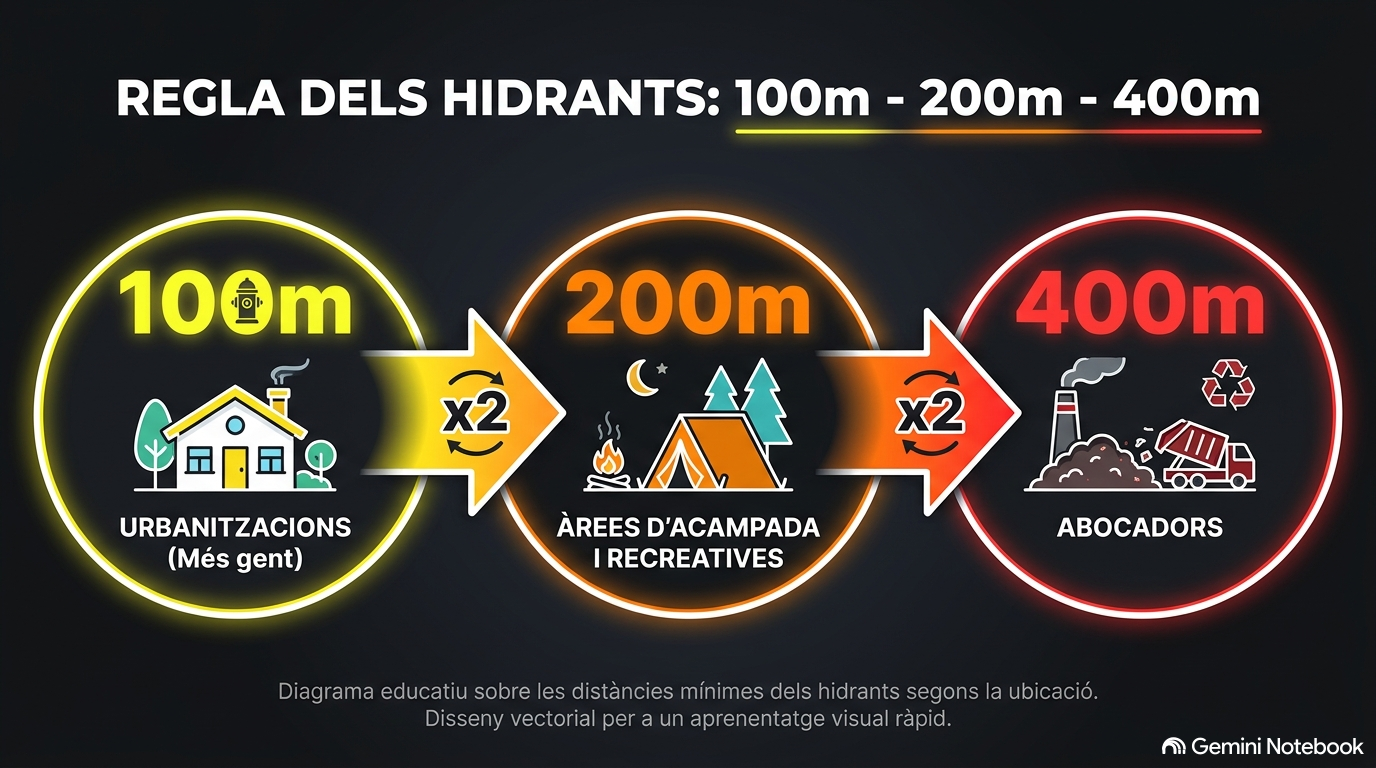 REGLA DELS HIDRANTS: 100m - 200m - 400m
100m
200m
400m
x2
x2
URBANITZACIONS
(Més gent)
ÀREES D'ACAMPADA
I RECREATIVES
ABOCADORS
Diagrama educatiu sobre les distàncies mínimes dels hidrants segons la ubicació.
Disseny vectorial per a un aprenentatge visual ràpid.
Gemini Notebook